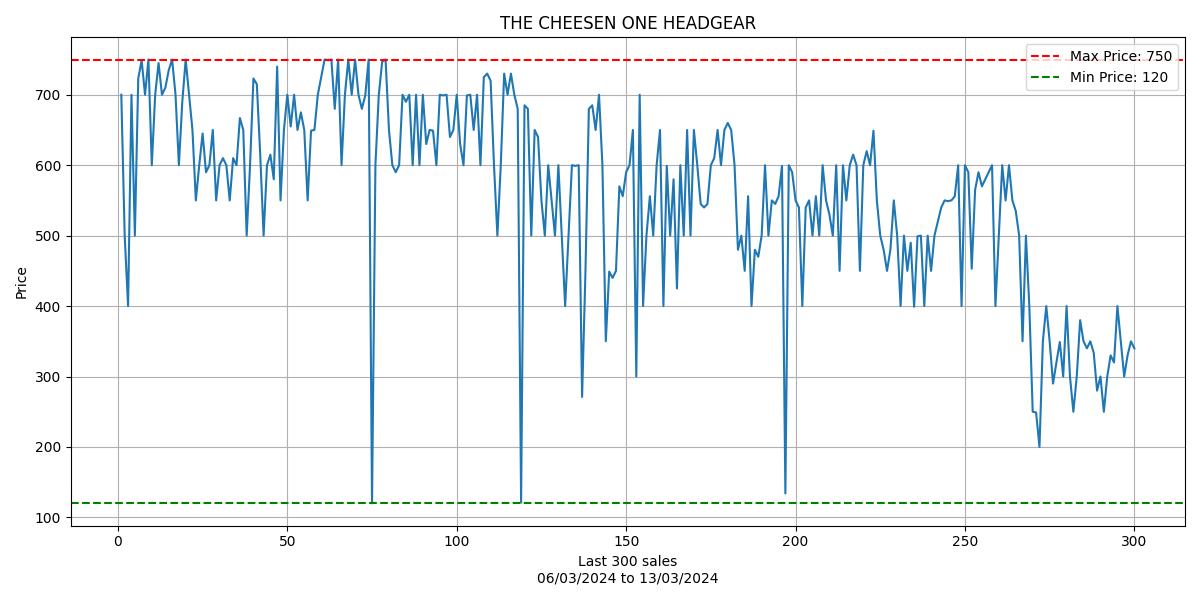 THE CHEESEN ONE HEADGEAR
Max Price: 750
Min Price: 120
Price
700
600
500
400
300
200
100
0 50 100 150 200 250 300
Last 300 sales
06/03/2024 to 13/03/2024